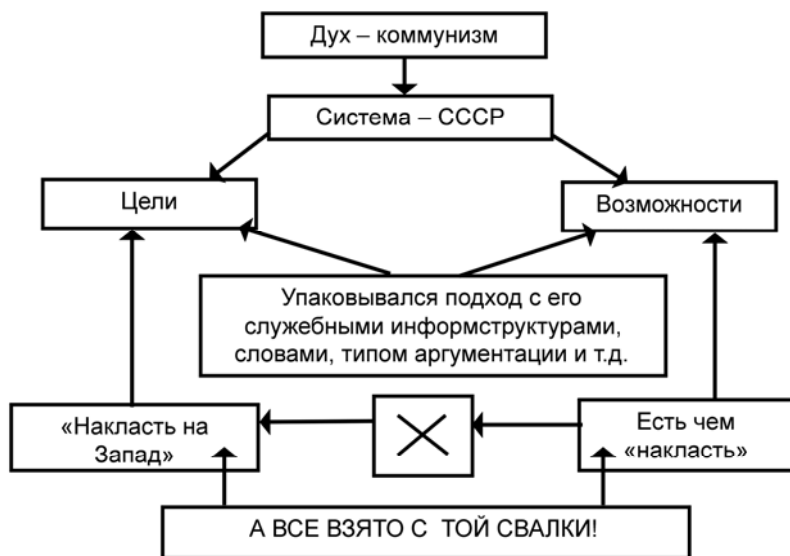 Дух – коммунизм
Система – СССР
Цели
Возможности
Упаковывался подход с его
служебными информструктурами,
словами, типом аргументации и т.д.
«Накласть на
Запад»
Есть чем
«накласть»
А ВСЕ ВЗЯТО С ТОЙ СВАЛКИ!